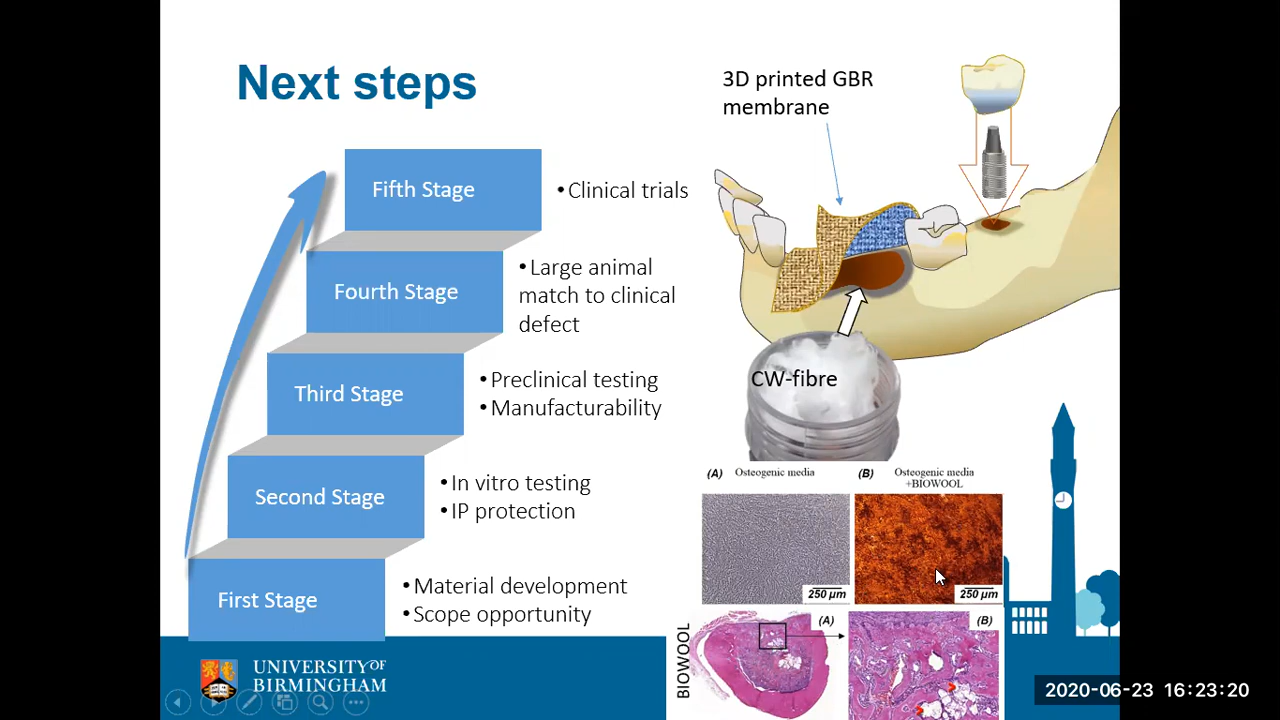 Next steps
Fifth Stage
• Clinical trials
Fourth Stage
• Large animal
match to clinical
defect
Third Stage
• Preclinical testing
• Manufacturability
Second Stage
• In vitro testing
• IP protection
First Stage
• Material development
• Scope opportunity
UNIVERSITY OF
BIRMINGHAM
3D printed GBR
membrane
CW-fibre
(A) Osteogenic media
(B) Osteogenic media
+BIOWOOL
250 µm
250 µm
BIOWOOL
(A)
(B)
2020-06-23 16:23:20